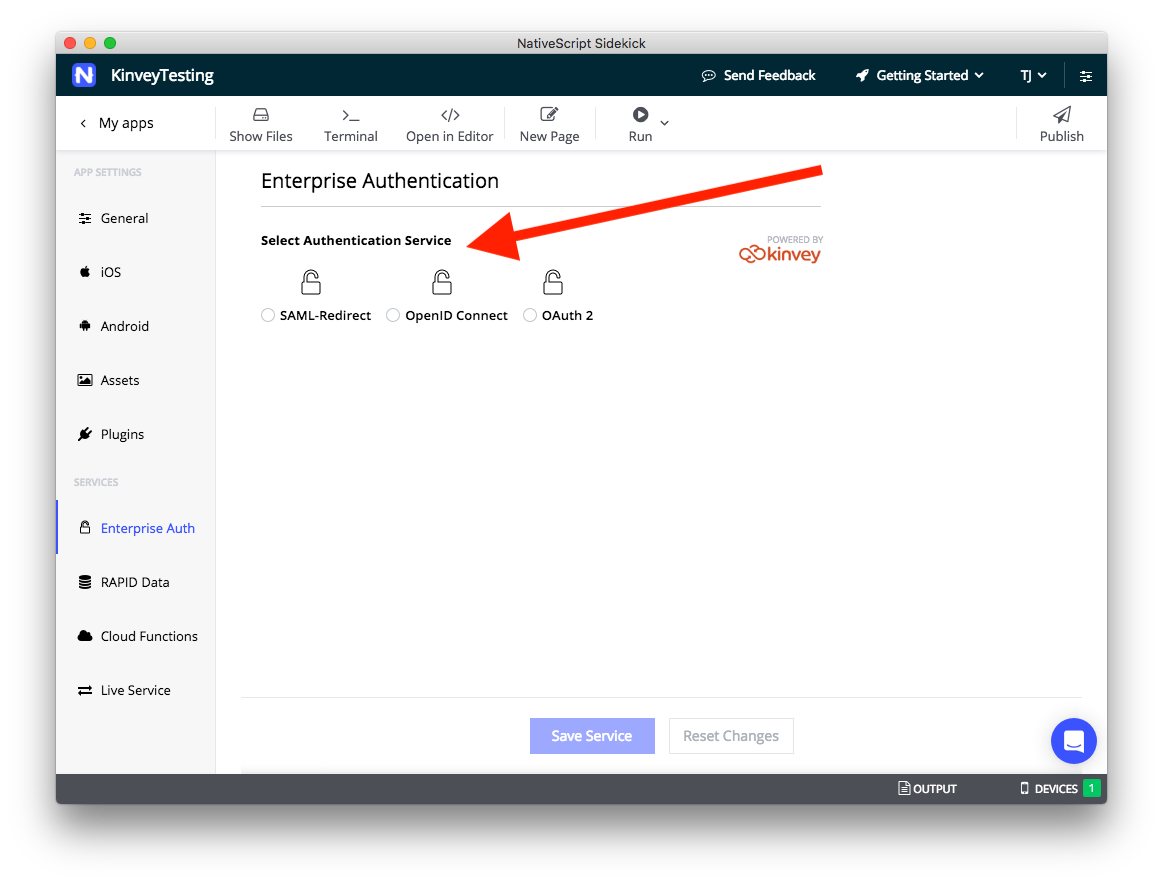 NativeScript Sidekick
KinveyTesting
Send Feedback
Getting Started
TJ
My apps
Show Files
Terminal
Open in Editor
New Page
Run
Publish
APP SETTINGS
General
iOS
Android
Assets
Plugins
SERVICES
Enterprise Auth
RAPID Data
Cloud Functions
Live Service
Enterprise Authentication
Select Authentication Service
POWERED BY
kinvey
SAML-Redirect
OpenID Connect
OAuth 2
Save Service
Reset Changes
OUTPUT
DEVICES 1